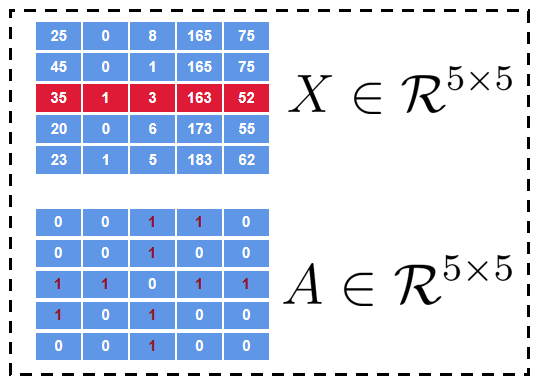 25 0 8 165 75
45 0 1 165 75
35 1 3 163 52
20 0 6 173 55
23 1 5 183 62
X ∈ ℛ^{5×5}
0 0 1 1 0
0 0 1 0 0
1 1 0 1 1
1 0 1 0 0
0 0 1 0 0
A ∈ ℛ^{5×5}